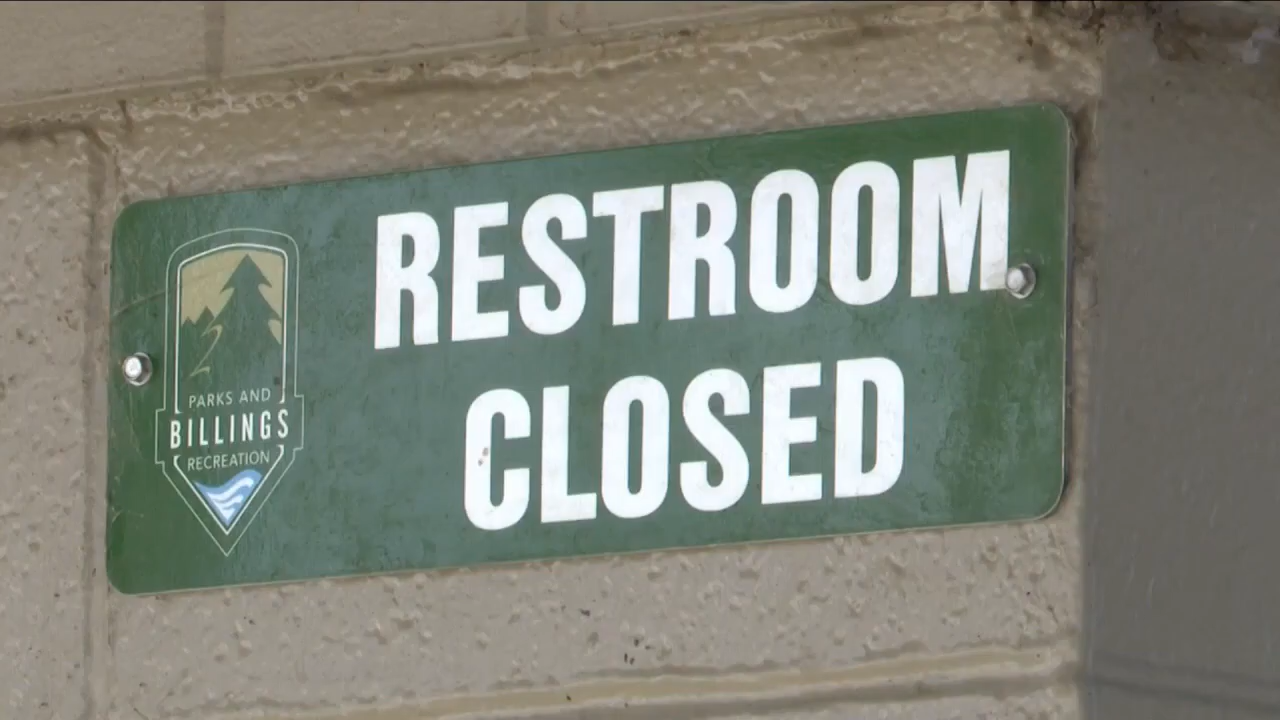 RESTROOM
CLOSED
PARKS AND
BILLINGS
RECREATION